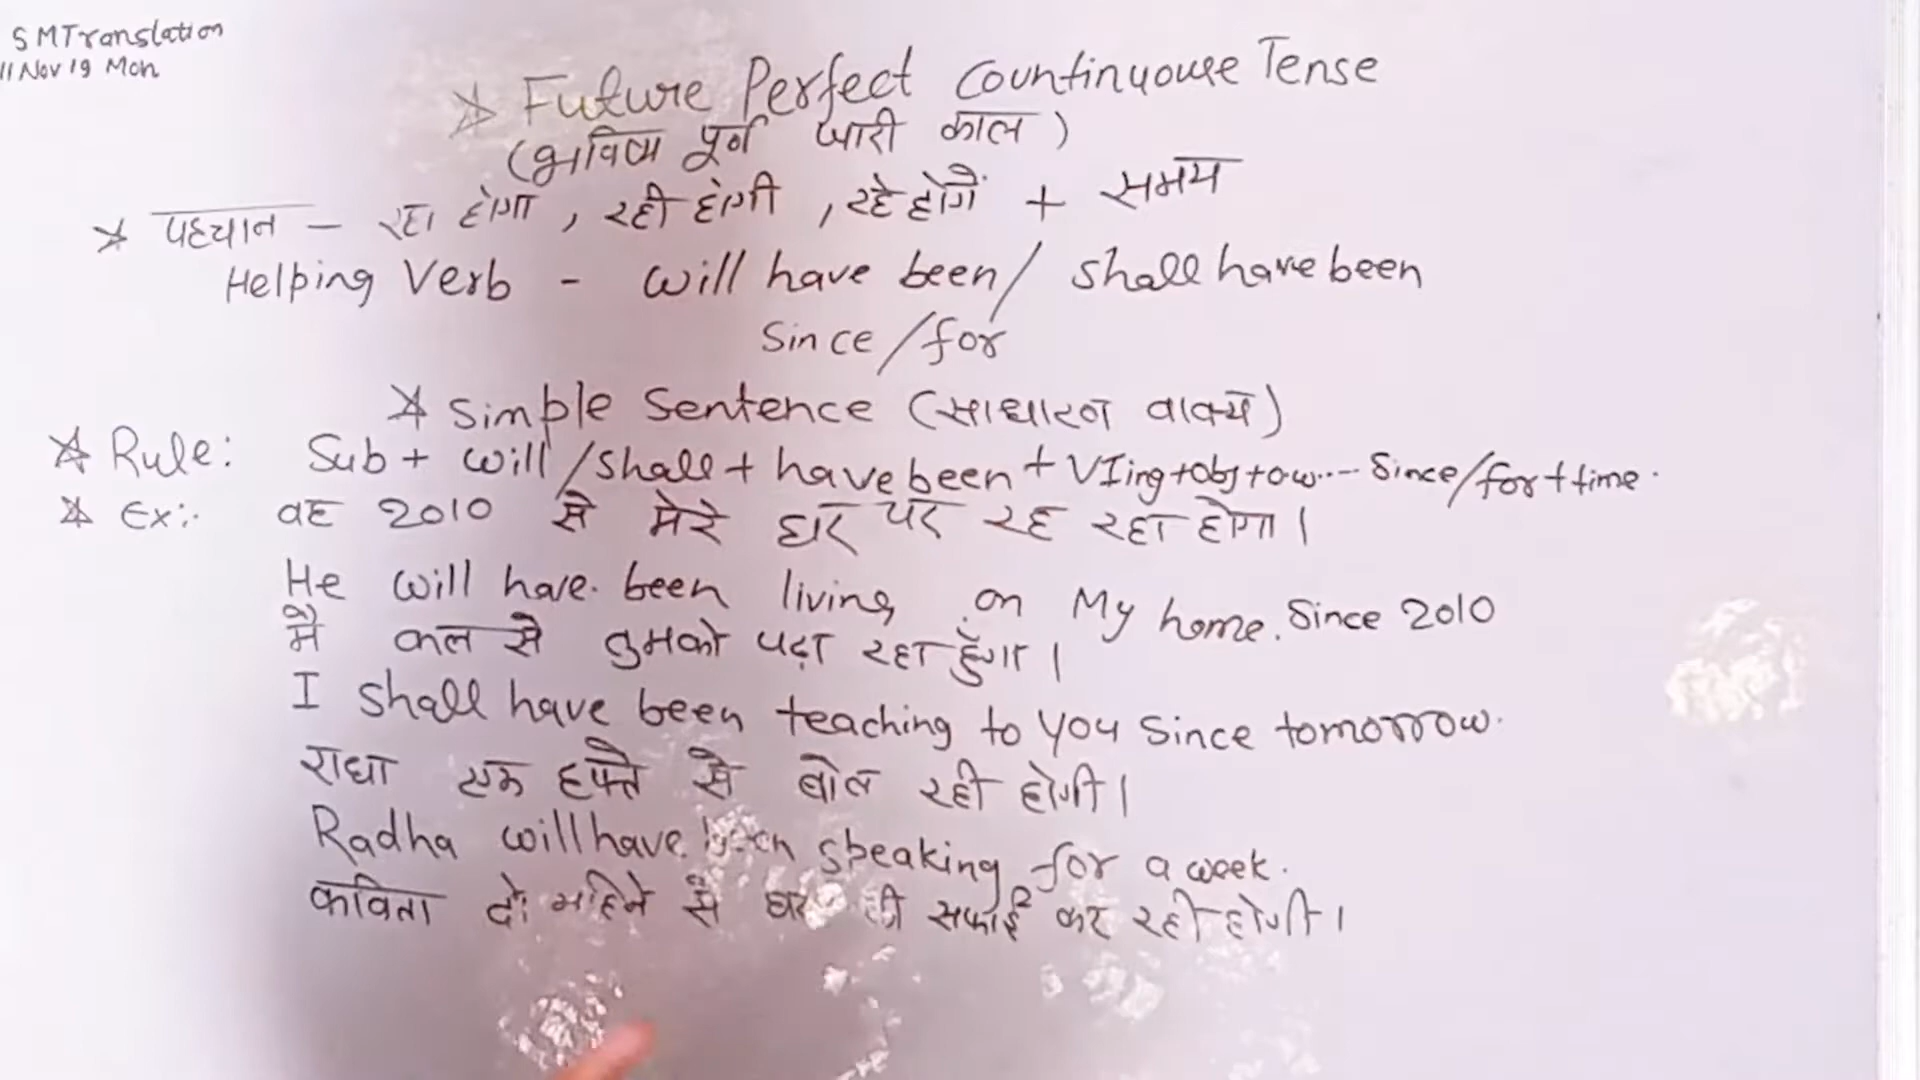 SMTranslation
11 Nov 19 Mon
Future Perfect Countinuouse Tense
(भविष्य पूर्ण जारी काल)
पहचान - रहा होगा, रही होगी, रहे होगें + समय
Helping Verb - will have been / shall have been
Since / for
Simple Sentence (साधारण वाक्य)
Rule: Sub + will / shall + have been + VIing + obj + o.w... - Since/for + time.
Ex:- वह 2010 से मेरे घर पर रह रहा होगा।
He will have been living on My home. Since 2010
मै कल से तुमको पढ़ा रहा हुँगा।
I shall have been teaching to you Since tomorrow.
राधा एक हफ्ते से बोल रही होगी।
Radha will have been speaking for a week.
कविता दो महिने से घर की सफाई कर रही होगी।